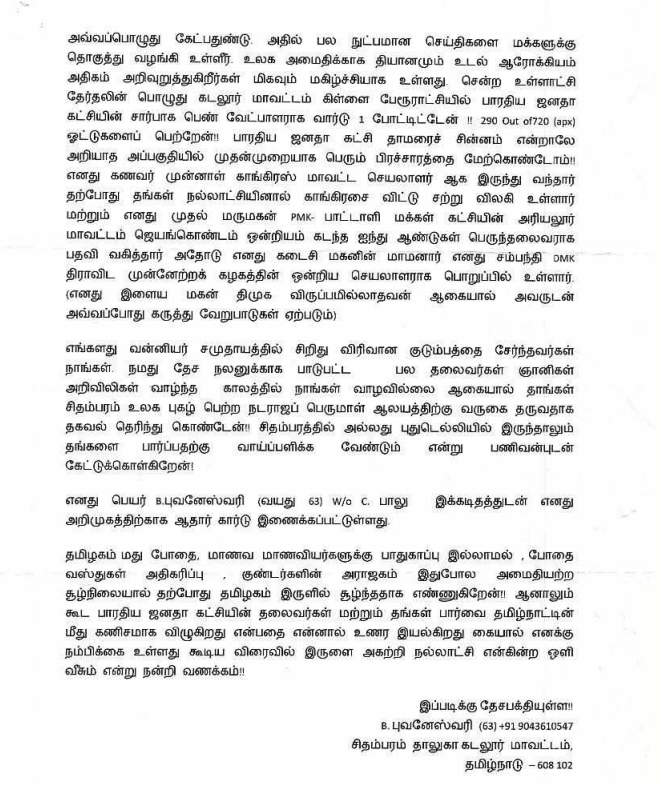 அவ்வப்பொழுது கேட்பதுண்டு. அதில் பல நுட்பமான செய்திகளை மக்களுக்கு
தொகுத்து வழங்கி உள்ளீர். உலக அமைதிக்காக தியானமும் உடல் ஆரோக்கியம்
அதிகம் அறிவுறுத்துகிறீர்கள் மிகவும் மகிழ்ச்சியாக உள்ளது. சென்ற உள்ளாட்சி
தேர்தலின் பொழுது கடலூர் மாவட்டம் கிள்ளை பேரூராட்சியில் பாரதிய ஜனதா
கட்சியின் சார்பாக பெண் வேட்பாளராக வார்டு 1 போட்டிட்டேன் !! 290 Out of720 (apx)
ஓட்டுகளைப் பெற்றேன்!! பாரதிய ஜனதா கட்சி தாமரைச் சின்னம் என்றாலே
அறியாத அப்பகுதியில் முதன்முறையாக பெரும் பிரச்சாரத்தை மேற்கொண்டோம்!!
எனது கணவர் முன்னாள் காங்கிரஸ் மாவட்ட செயலாளர் ஆக இருந்து வந்தார்
தற்போது தங்கள் நல்லாட்சியினால் காங்கிரசை விட்டு சற்று விலகி உள்ளார்
மற்றும் எனது முதல் மருமகன் PMK- பாட்டாளி மக்கள் கட்சியின் அரியலூர்
மாவட்டம் ஜெயங்கொண்டம் ஒன்றியம் கடந்த ஐந்து ஆண்டுகள் பெருந்தலைவராக
பதவி வகித்தார் அதோடு எனது கடைசி மகனின் மாமனார் எனது சம்பந்தி DMK
திராவிட முன்னேற்றக் கழகத்தின் ஒன்றிய செயலாளராக பொறுப்பில் உள்ளார்.
(எனது இளைய மகன் திமுக விருப்பமில்லாதவன் ஆகையால் அவருடன்
அவ்வப்போது கருத்து வேறுபாடுகள் ஏற்படும்)
எங்களது வன்னியர் சமுதாயத்தில் சிறிது விரிவான குடும்பத்தை சேர்ந்தவர்கள்
நாங்கள். நமது தேச நலனுக்காக பாடுபட்ட பல தலைவர்கள் ஞானிகள்
அறிவிலிகள் வாழ்ந்த காலத்தில் நாங்கள் வாழவில்லை ஆகையால் தாங்கள்
சிதம்பரம் உலக புகழ் பெற்ற நடராஜப் பெருமாள் ஆலயத்திற்கு வருகை தருவதாக
தகவல் தெரிந்து கொண்டேன்!! சிதம்பரத்தில் அல்லது புதுடெல்லியில் இருந்தாலும்
தங்களை பார்ப்பதற்கு வாய்ப்பளிக்க வேண்டும் என்று பணிவன்புடன்
கேட்டுக்கொள்கிறேன்!
எனது பெயர் B.புவனேஸ்வரி (வயது 63) W/o C. பாலு இக்கடிதத்துடன் எனது
அறிமுகத்திற்காக ஆதார் கார்டு இணைக்கப்பட்டுள்ளது.
தமிழகம் மது போதை, மாணவ மாணவியர்களுக்கு பாதுகாப்பு இல்லாமல் , போதை
வஸ்துகள் அதிகரிப்பு , குண்டர்களின் அராஜகம் இதுபோல அமைதியற்ற
சூழ்நிலையால் தற்போது தமிழகம் இருளில் சூழ்ந்ததாக எண்ணுகிறேன்!! ஆனாலும்
கூட பாரதிய ஜனதா கட்சியின் தலைவர்கள் மற்றும் தங்கள் பார்வை தமிழ்நாட்டின்
மீது கணிசமாக விழுகிறது என்பதை என்னால் உணர இயல்கிறது கையால் எனக்கு
நம்பிக்கை உள்ளது கூடிய விரைவில் இருளை அகற்றி நல்லாட்சி என்கின்ற ஒளி
வீசும் என்று நன்றி வணக்கம்!!
இப்படிக்கு தேசபக்தியுள்ள!!
B. புவனேஸ்வரி (63) +91 9043610547
சிதம்பரம் தாலுகா கடலூர் மாவட்டம்,
தமிழ்நாடு – 608 102